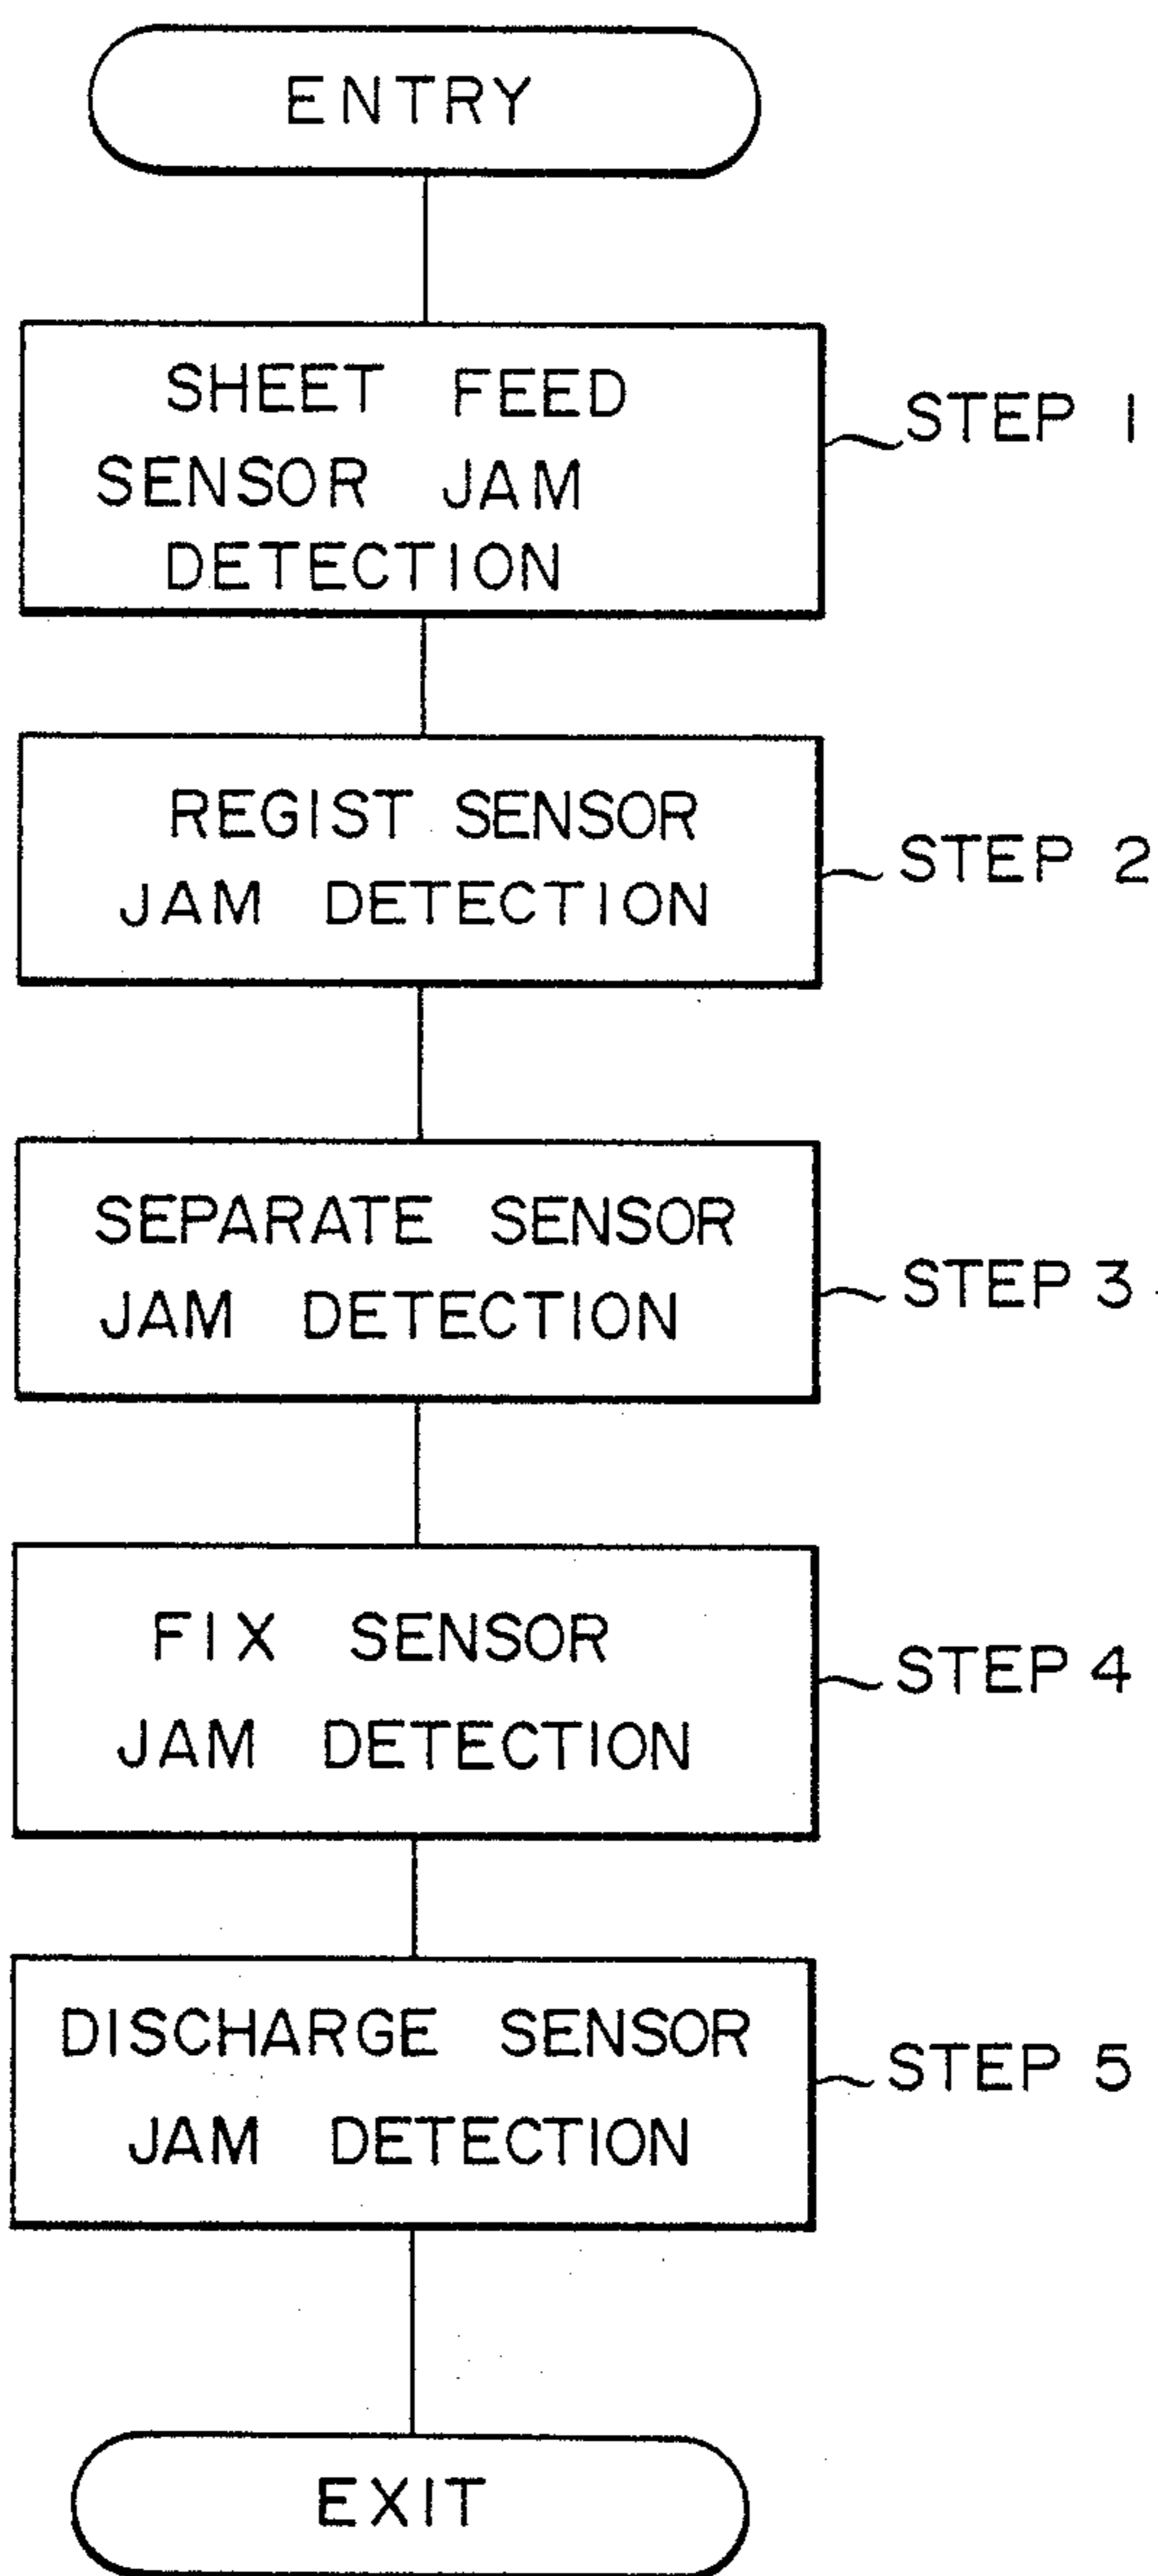 ENTRY
SHEET FEED
SENSOR JAM
DETECTION
STEP 1
REGIST SENSOR
JAM DETECTION
STEP 2
SEPARATE SENSOR
JAM DETECTION
STEP 3
FIX SENSOR
JAM DETECTION
STEP 4
DISCHARGE SENSOR
JAM DETECTION
STEP 5
EXIT